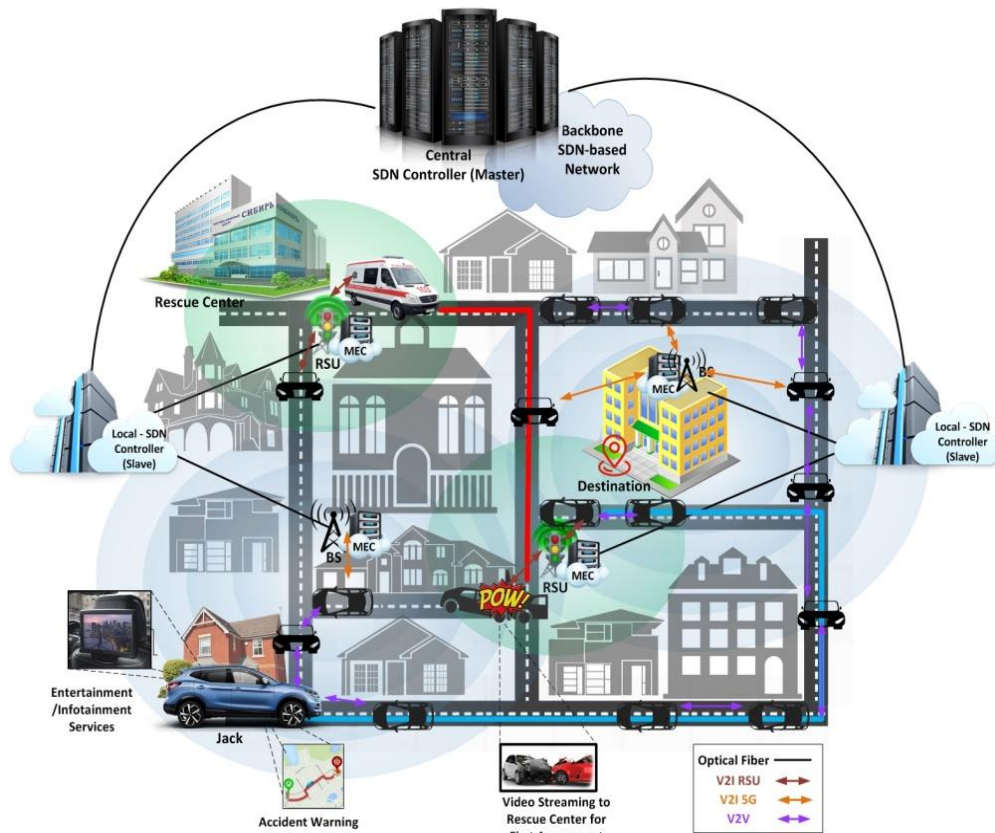 Central
SDN Controller (Master)
Backbone
SDN-based
Network
СИБИРЬ
Rescue Center
MEC
RSU
MEC
BS
Local - SDN
Controller
(Slave)
Local - SDN
Controller
(Slave)
Destination
MEC
BS
POW!
MEC
RSU
Entertainment
/Infotainment
Services
Jack
Accident Warning
Video Streaming to
Rescue Center for
Optical Fiber
V2I RSU
V2I 5G
V2V